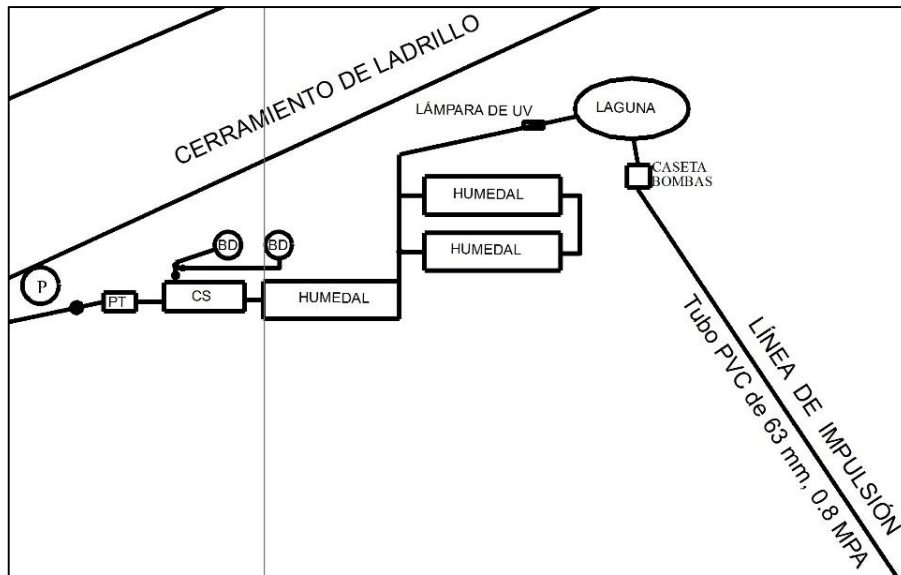 CERRAMIENTO DE LADRILLO
LÁMPARA DE UV
LAGUNA
CASETA
BOMBAS
HUMEDAL
HUMEDAL
BD
BD
P
PT
CS
HUMEDAL
LÍNEA DE IMPULSIÓN
Tubo PVC de 63 mm, 0.8 MPA